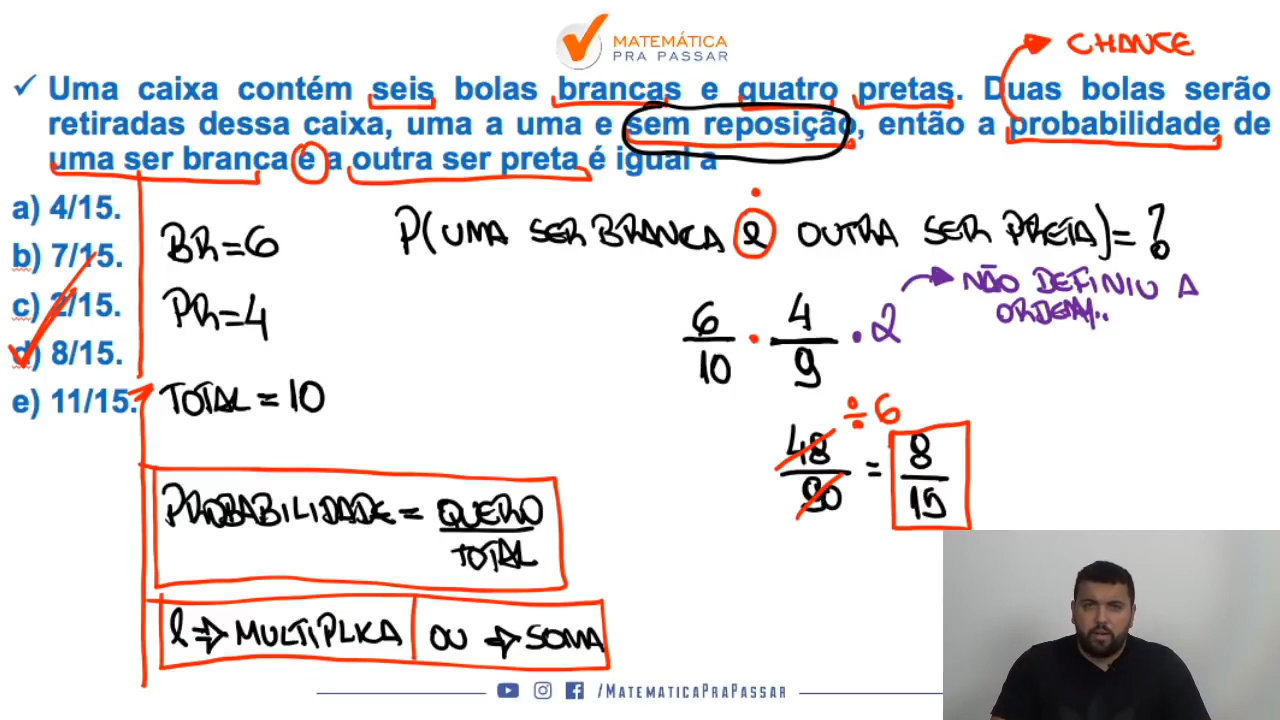 MATEMÁTICA
PRA PASSAR
CHANCE
✓ Uma caixa contém seis bolas brancas e quatro pretas. Duas bolas serão
retiradas dessa caixa, uma a uma e sem reposição, então a probabilidade de
uma ser branca e a outra ser preta é igual a
a) 4/15.
b) 7/15.
c) 2/15.
d) 8/15.
e) 11/15.
BR=6
PR=4
TOTAL = 10
P(UMA SER BRANCA e OUTRA SER PRETA)=?
NÃO DEFINIU A
ORDEM..
6/10 · 4/9 · 2
÷6
48/90 = 8/15
PROBABILIDADE = QUERO/TOTAL
e ⇒ MULTIPLICA
OU ⇒ SOMA
/MatematicaPraPassar